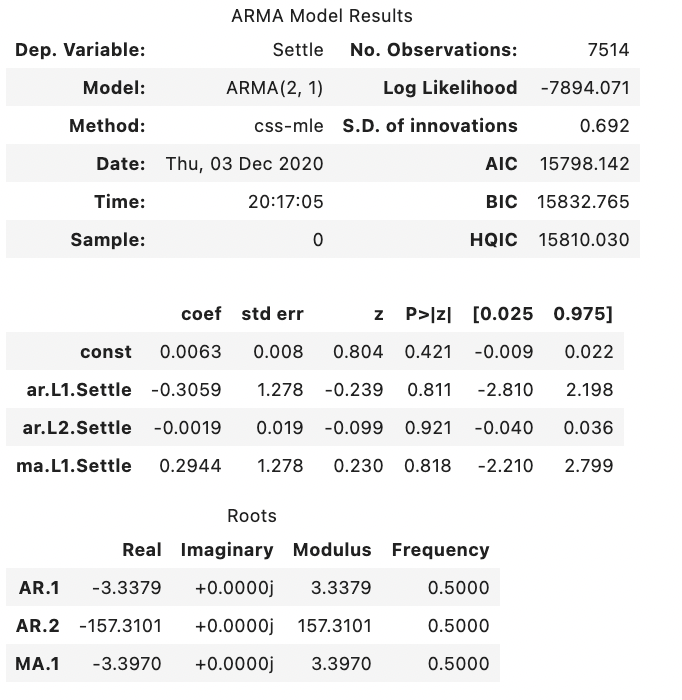 ARMA Model Results
Dep. Variable: Settle No. Observations: 7514
Model: ARMA(2, 1) Log Likelihood -7894.071
Method: css-mle S.D. of innovations 0.692
Date: Thu, 03 Dec 2020 AIC 15798.142
Time: 20:17:05 BIC 15832.765
Sample: 0 HQIC 15810.030
coef std err z P>|z| [0.025 0.975]
const 0.0063 0.008 0.804 0.421 -0.009 0.022
ar.L1.Settle -0.3059 1.278 -0.239 0.811 -2.810 2.198
ar.L2.Settle -0.0019 0.019 -0.099 0.921 -0.040 0.036
ma.L1.Settle 0.2944 1.278 0.230 0.818 -2.210 2.799
Roots
Real Imaginary Modulus Frequency
AR.1 -3.3379 +0.0000j 3.3379 0.5000
AR.2 -157.3101 +0.0000j 157.3101 0.5000
MA.1 -3.3970 +0.0000j 3.3970 0.5000